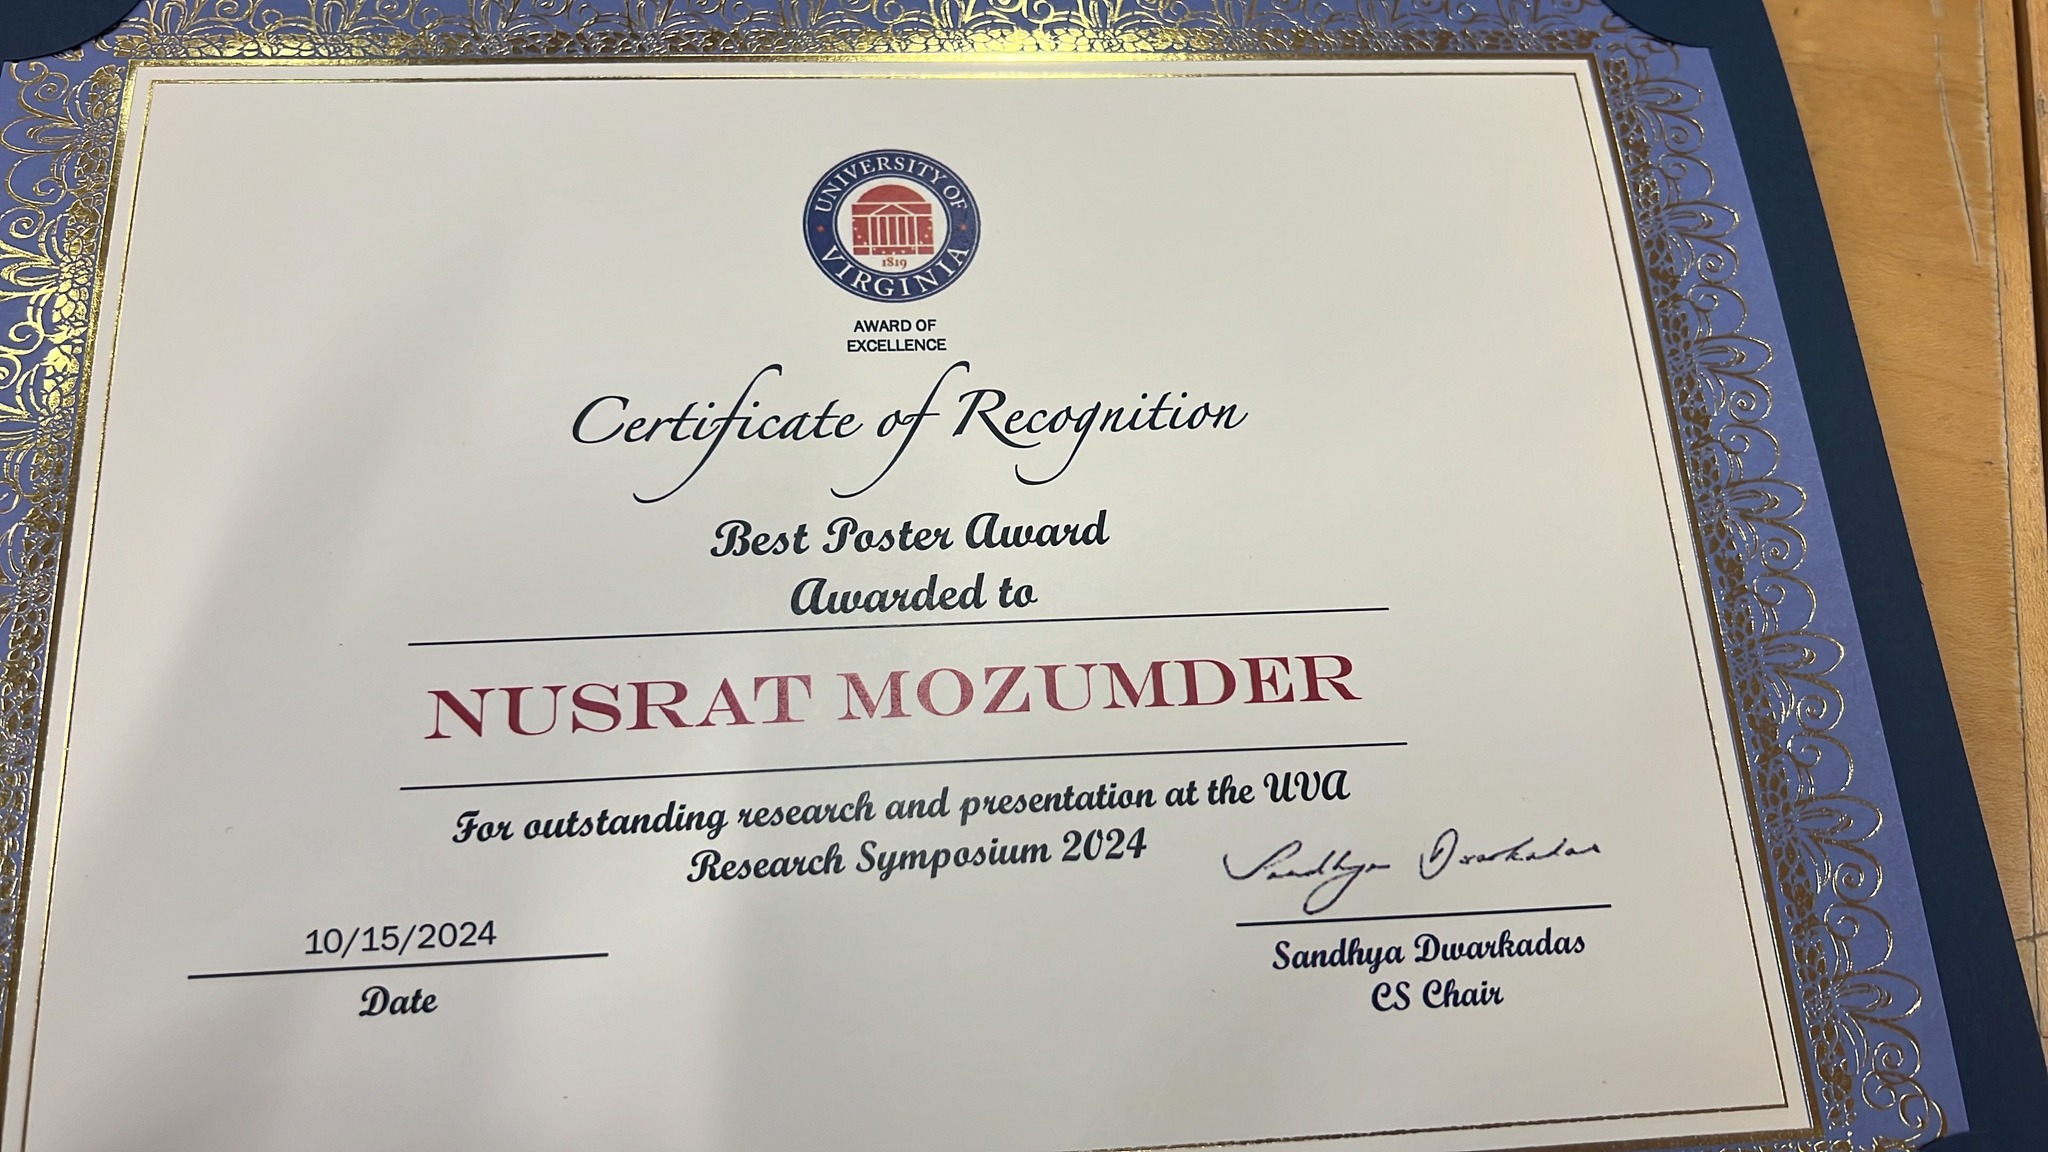 UNIVERSITY OF
VIRGINIA
1819
AWARD OF
EXCELLENCE
Certificate of Recognition
Best Poster Award
Awarded to
NUSRAT MOZUMDER
For outstanding research and presentation at the UVA
Research Symposium 2024
Sandhya Dwarkadas
10/15/2024
Date
Sandhya Dwarkadas
CS Chair